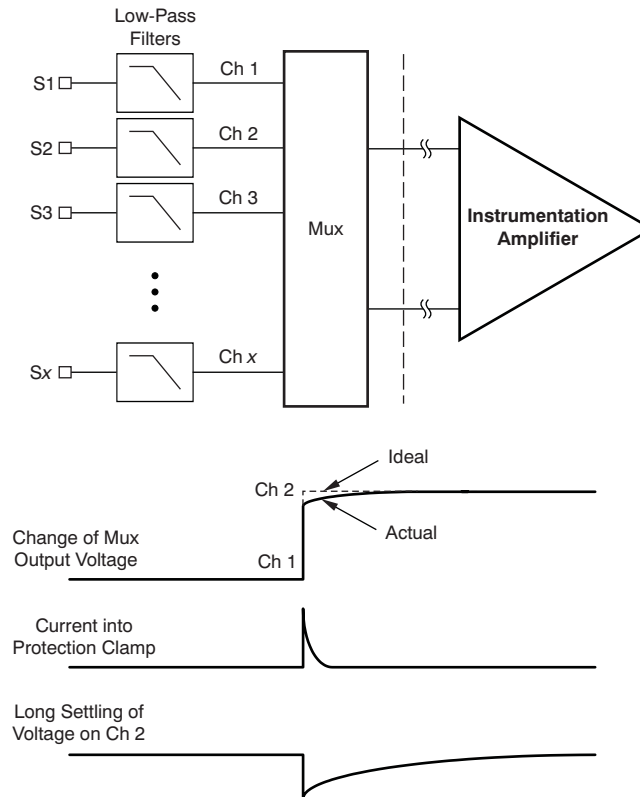 Low-Pass
Filters
S1
Ch 1
S2
Ch 2
S3
Ch 3
Mux
Instrumentation
Amplifier
Sx
Ch x
Ideal
Ch 2
Actual
Change of Mux
Output Voltage
Ch 1
Current into
Protection Clamp
Long Settling of
Voltage on Ch 2